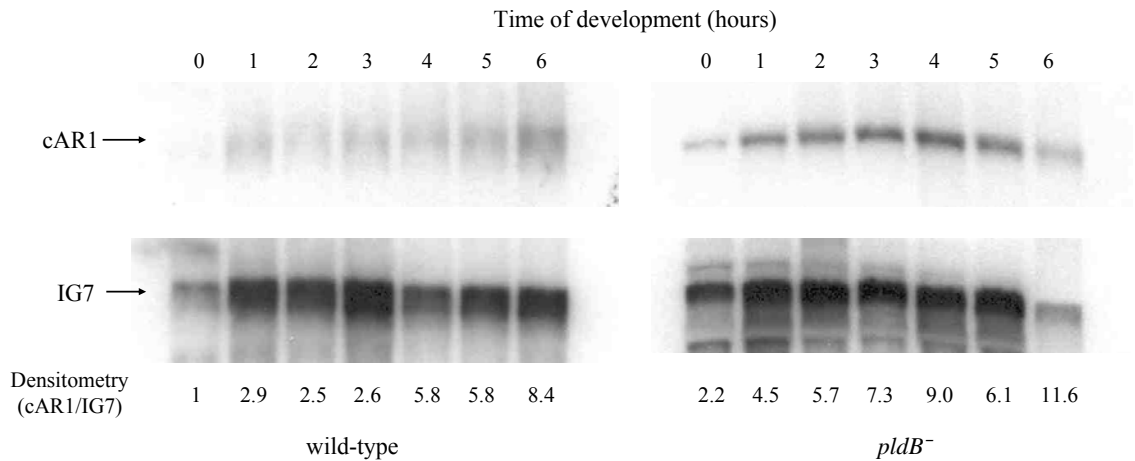 Time of development (hours)
0 1 2 3 4 5 6 0 1 2 3 4 5 6
cAR1
IG7
Densitometry
(cAR1/IG7)
1 2.9 2.5 2.6 5.8 5.8 8.4 2.2 4.5 5.7 7.3 9.0 6.1 11.6
wild-type pldB⁻